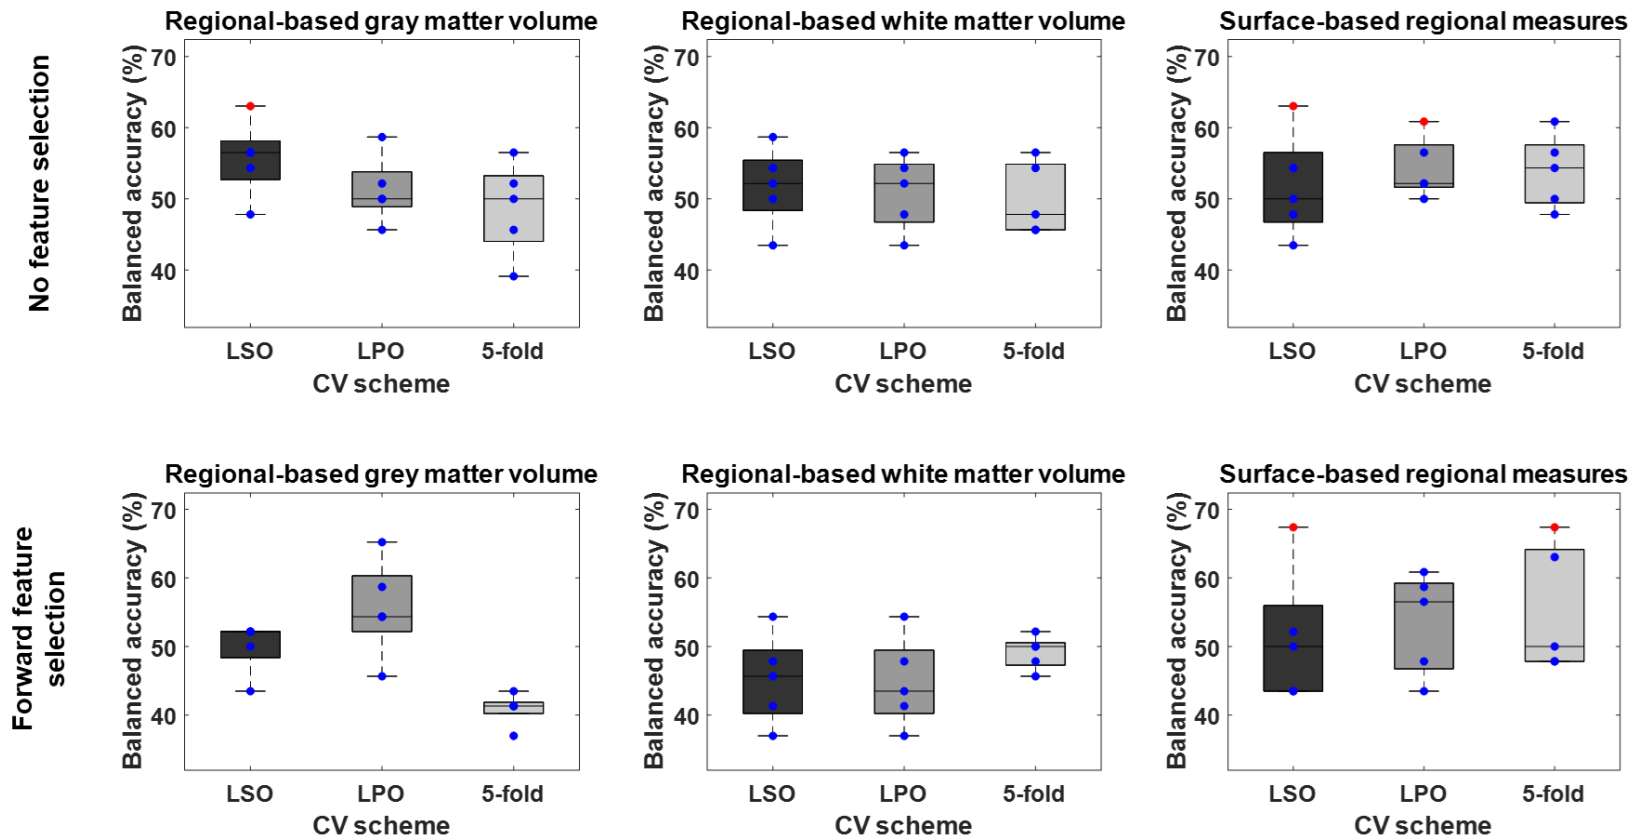 No feature selection
Regional-based gray matter volume
Balanced accuracy (%)
70
60
50
40
LSO LPO 5-fold
CV scheme
Regional-based white matter volume
Balanced accuracy (%)
70
60
50
40
LSO LPO 5-fold
CV scheme
Surface-based regional measures
Balanced accuracy (%)
70
60
50
40
LSO LPO 5-fold
CV scheme
Forward feature
selection
Regional-based grey matter volume
Balanced accuracy (%)
70
60
50
40
LSO LPO 5-fold
CV scheme
Regional-based white matter volume
Balanced accuracy (%)
70
60
50
40
LSO LPO 5-fold
CV scheme
Surface-based regional measures
Balanced accuracy (%)
70
60
50
40
LSO LPO 5-fold
CV scheme